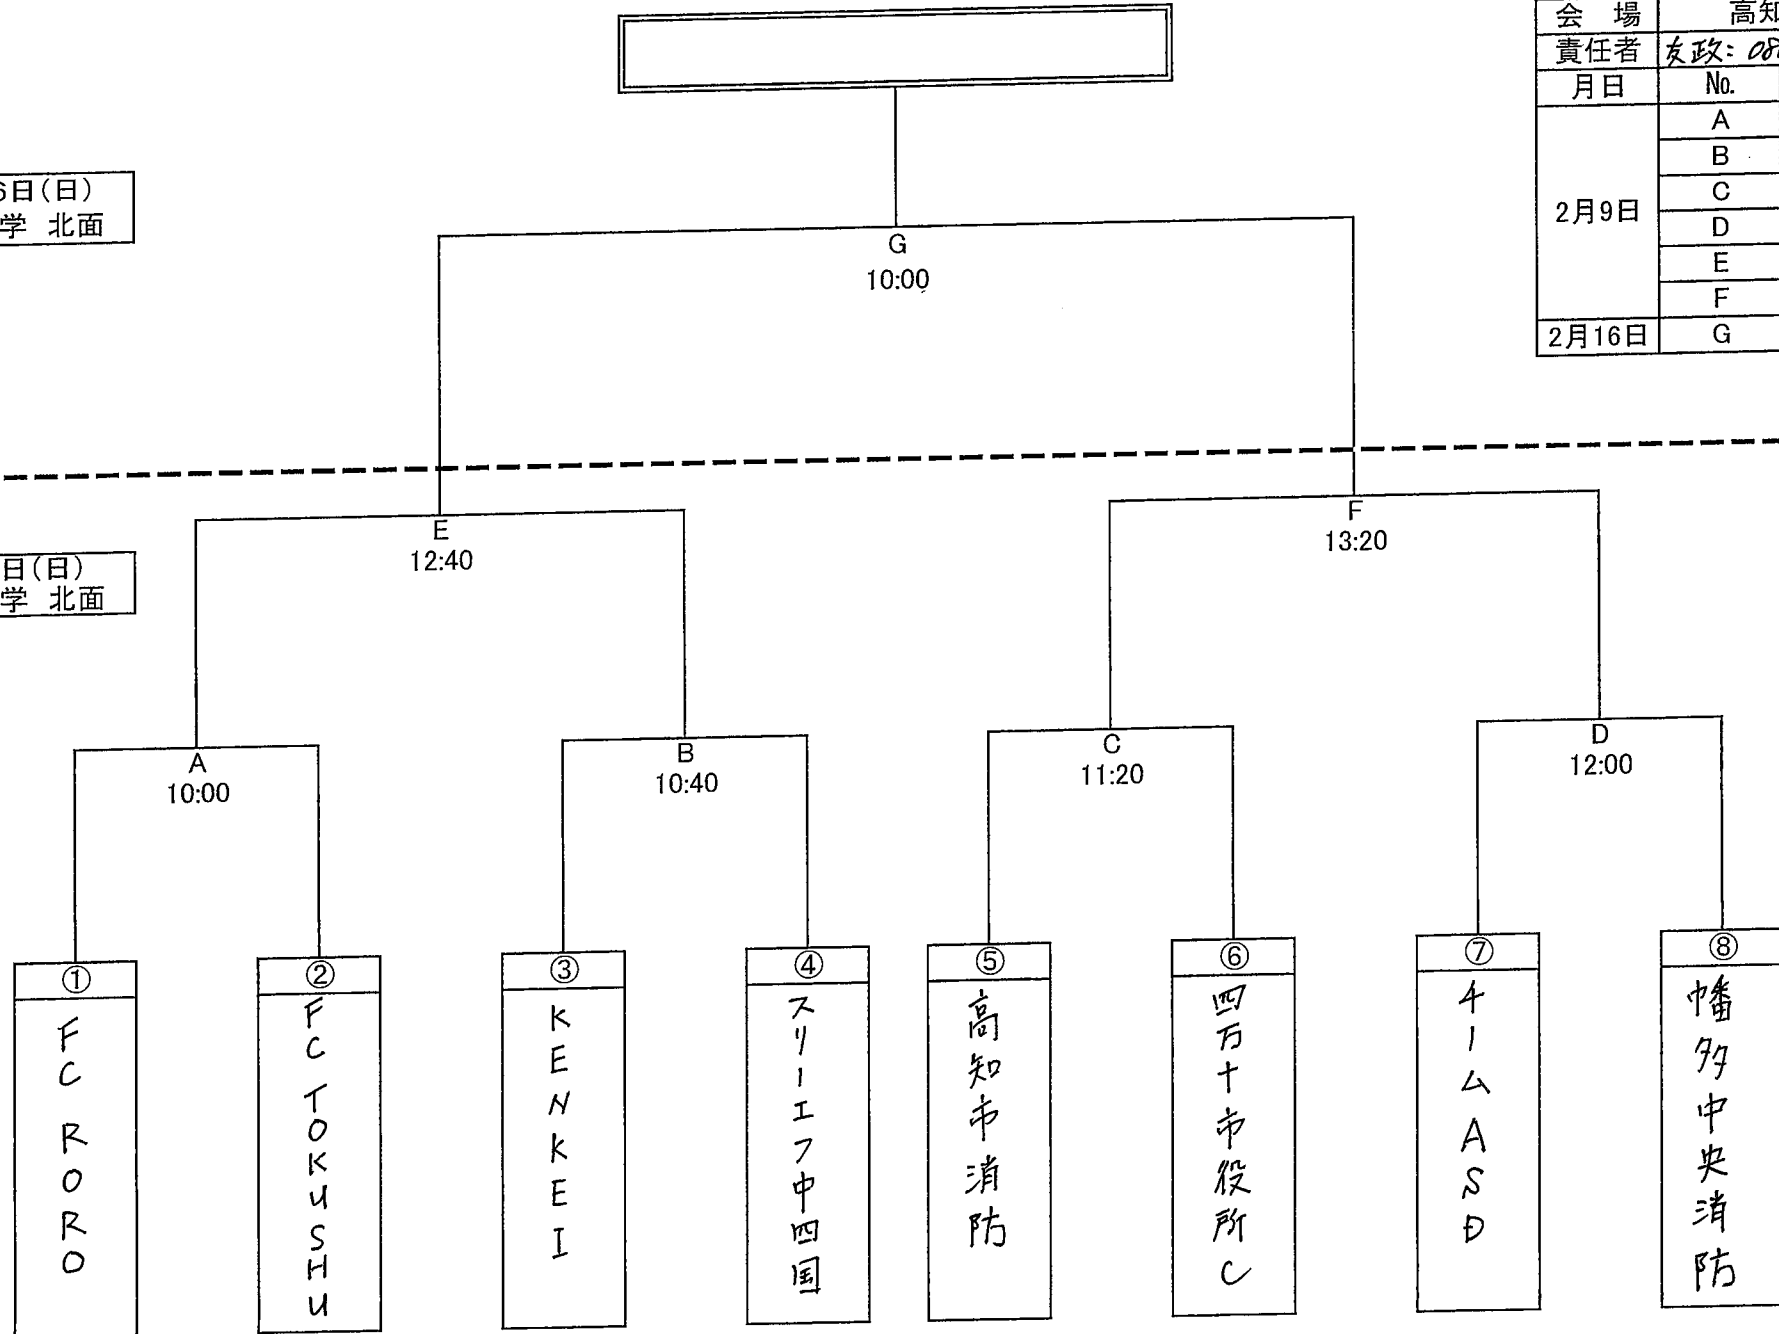 会 場 高知
責任者 友政: 08
月日 No.
A
B
C
2月9日
D
E
F
2月16日 G
6日(日)
学 北面
G
10:00
E
12:40
F
13:20
日(日)
学 北面
A
10:00
B
10:40
C
11:20
D
12:00
①
FC RORO
②
FC TOKUSHU
③
KENKEI
④
スリーエフ中四国
⑤
高知市消防
⑥
四万十市役所C
⑦
チームASD
⑧
幡多中央消防